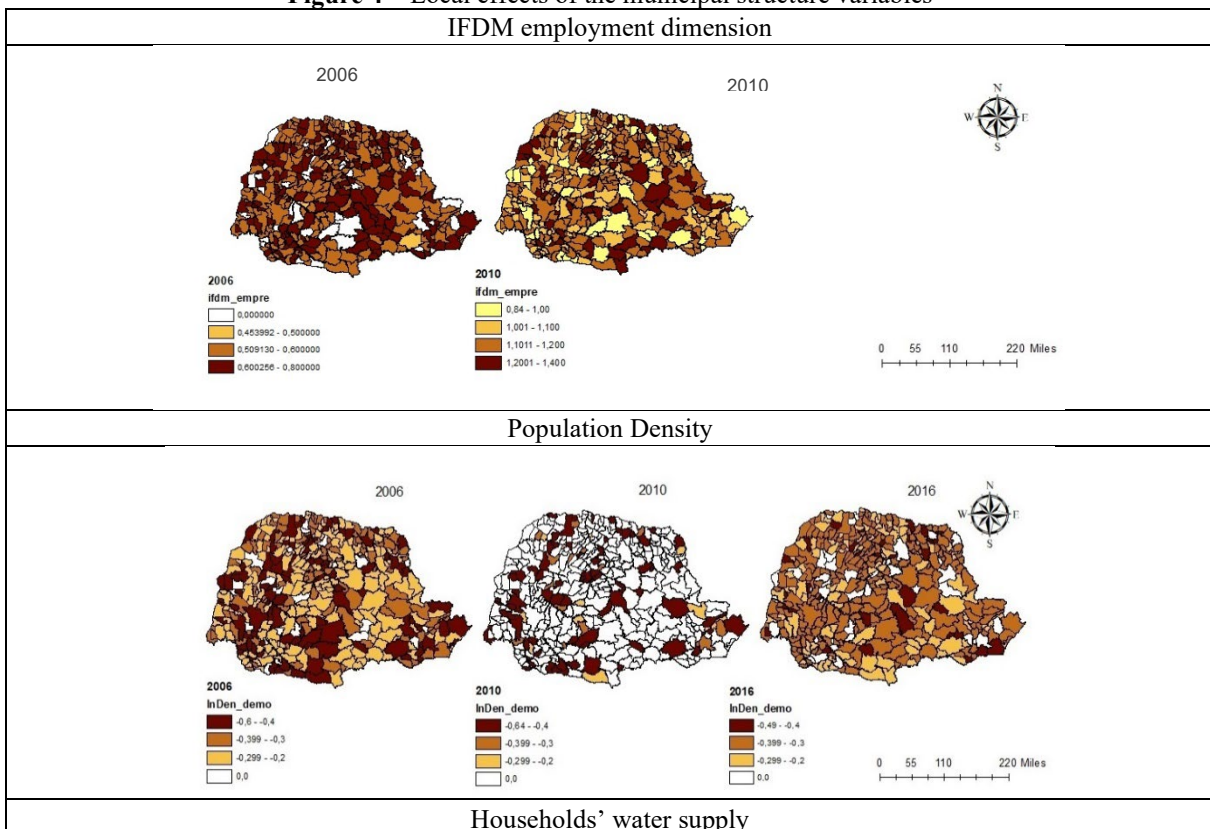 Local effects of the municipal structure variables
IFDM employment dimension
2006
2010
N
W E
S
2006
ifdm_empre
0,000000
0,453992 - 0,500000
0,509130 - 0,600000
0,600256 - 0,800000
2010
ifdm_empre
0,84 - 1,00
1,001 - 1,100
1,1011 - 1,200
1,2001 - 1,400
0 55 110 220 Miles
Population Density
2006
2010
2016
N
W E
S
2006
lnDen_demo
-0,6 - -0,4
-0,399 - -0,3
-0,299 - -0,2
0,0
2010
lnDen_demo
-0,64 - -0,4
-0,399 - -0,3
-0,299 - -0,2
0,0
2016
lnDen_demo
-0,49 - -0,4
-0,399 - -0,3
-0,299 - -0,2
0,0
0 55 110 220 Miles
Households' water supply